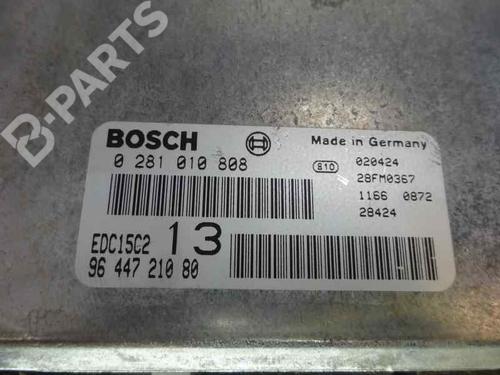 B-PARTS
BOSCH
Made in Germany
0 281 010 808
810
020424
28FM0367
1166 0872
28424
EDC15C2
13
96 447 210 80